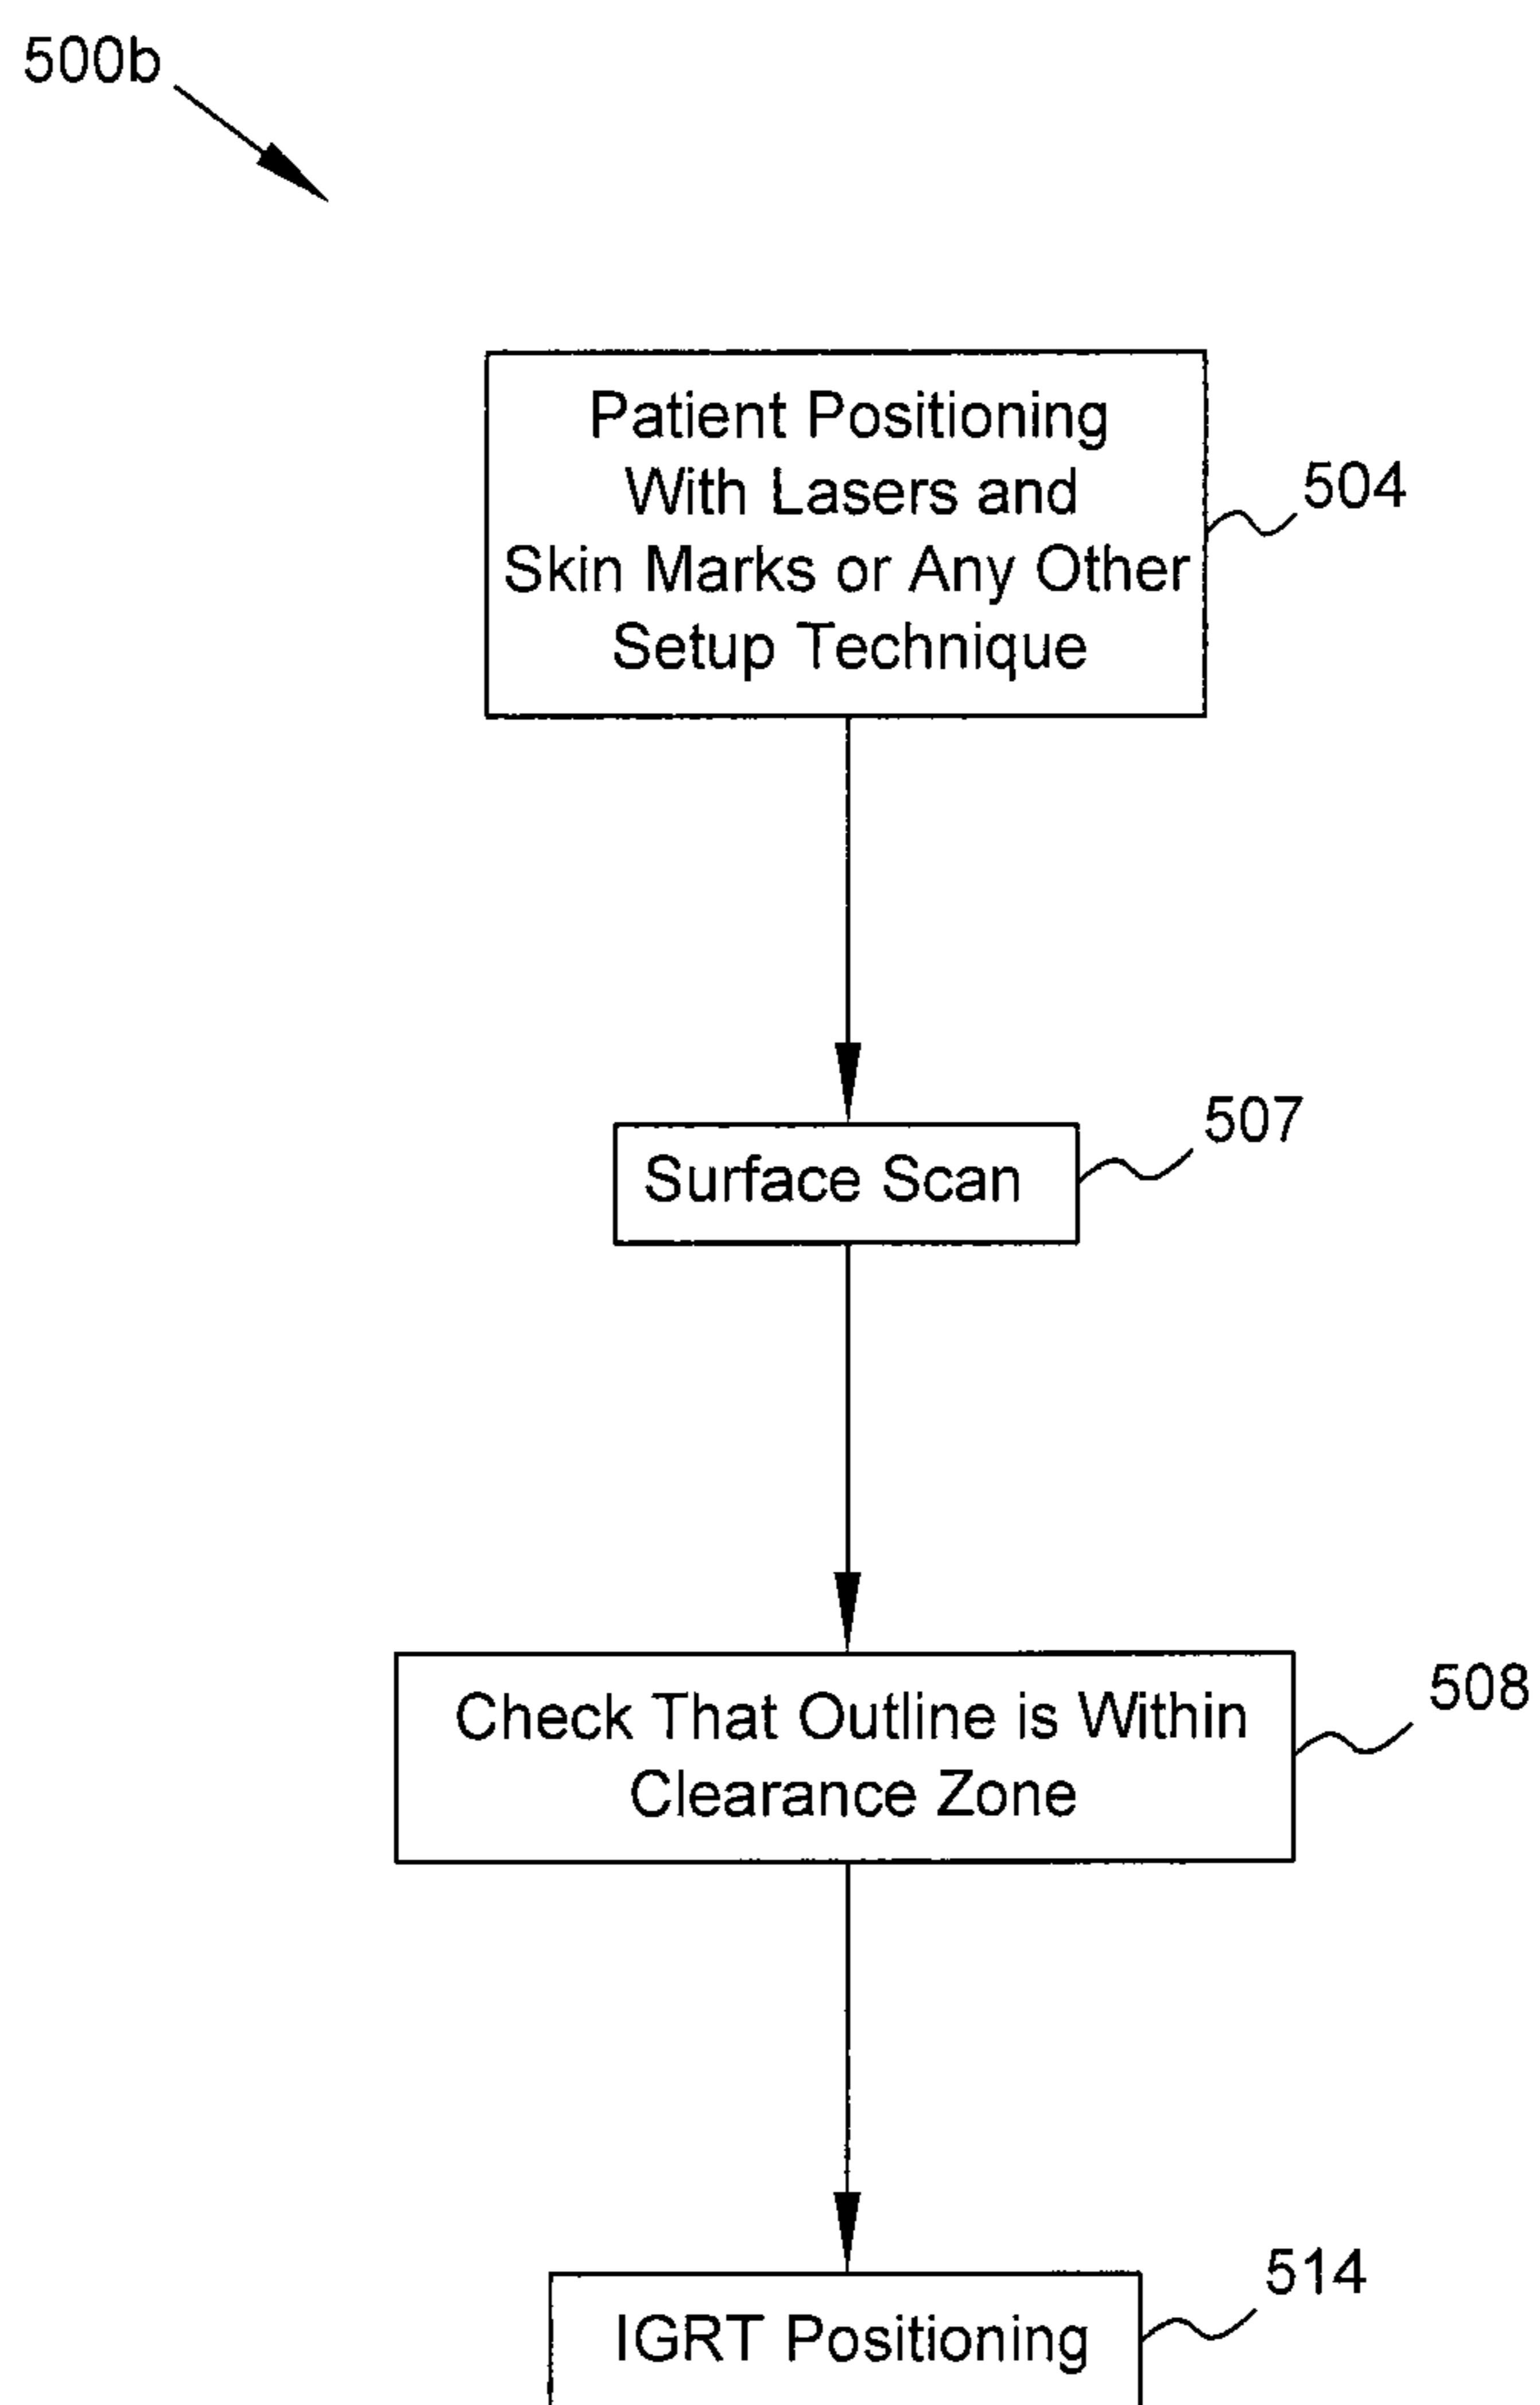 500b
Patient Positioning
With Lasers and
Skin Marks or Any Other
Setup Technique
504
Surface Scan
507
Check That Outline is Within
Clearance Zone
508
IGRT Positioning
514